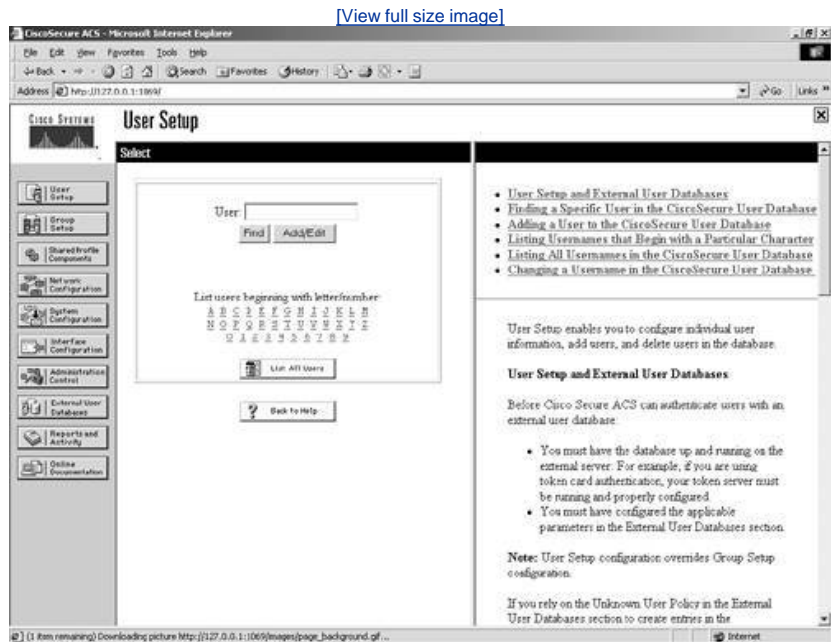 [View full size image]
CiscoSecure ACS - Microsoft Internet Explorer
File Edit View Favorites Tools Help
Back Search Favorites History
Address http://127.0.0.1:1069/ Go Links »
CISCO SYSTEMS
User Setup
Select
User Setup
Group Setup
Shared Profile Components
Network Configuration
System Configuration
Interface Configuration
Administration Control
External User Databases
Reports and Activity
Online Documentation
User:
Find Add/Edit
List users beginning with letter/number:
A B C D E F G H I J K L M
N O P Q R S T U V W X Y Z
0 1 2 3 4 5 6 7 8 9
List All Users
? Back to Help
• User Setup and External User Databases
• Finding a Specific User in the CiscoSecure User Database
• Adding a User to the CiscoSecure User Database
• Listing Usernames that Begin with a Particular Character
• Listing All Usernames in the CiscoSecure User Database
• Changing a Username in the CiscoSecure User Database
User Setup enables you to configure individual user
information, add users, and delete users in the database.
User Setup and External User Databases
Before Cisco Secure ACS can authenticate users with an
external user database:
• You must have the database up and running on the
external server. For example, if you are using
token card authentication, your token server must
be running and properly configured.
• You must have configured the applicable
parameters in the External User Databases section.
Note: User Setup configuration overrides Group Setup
configuration.
If you rely on the Unknown User Policy in the External
User Databases section to create entries in the
(1 item remaining) Downloading picture http://127.0.0.1:1069/images/page_background.gif...
Internet